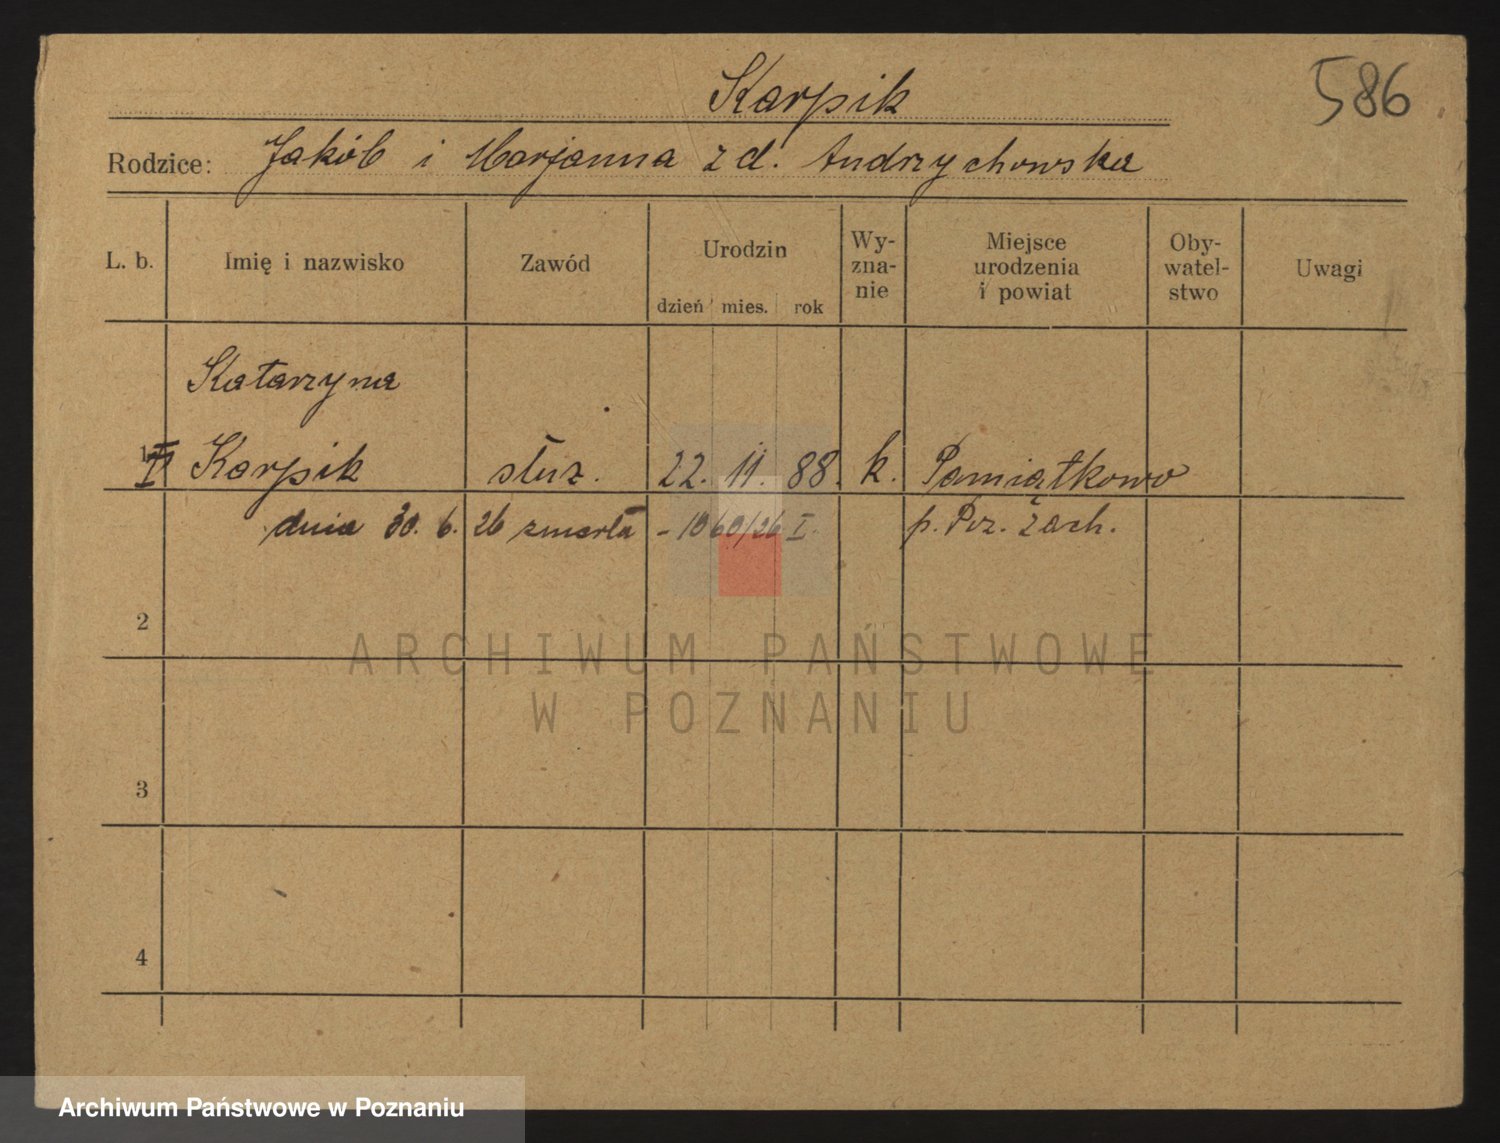 Karpik
586
Rodzice: Jakób i Marjanna z d. Andrzychowska
L. b. Imię i nazwisko Zawód Urodzin Wy-zna-nie Miejsce urodzenia i powiat Oby-watel-stwo Uwagi
dzień mies. rok
Katarzyna
1 Karpik służ. 22. 11. 88. k. Pamiątkowo
dnia 30. 6. 26 zmarła - 1060/26 I. p. Poz. Zach.
2
ARCHIWUM PAŃSTWOWE
W POZNANIU
3
4
Archiwum Państwowe w Poznaniu